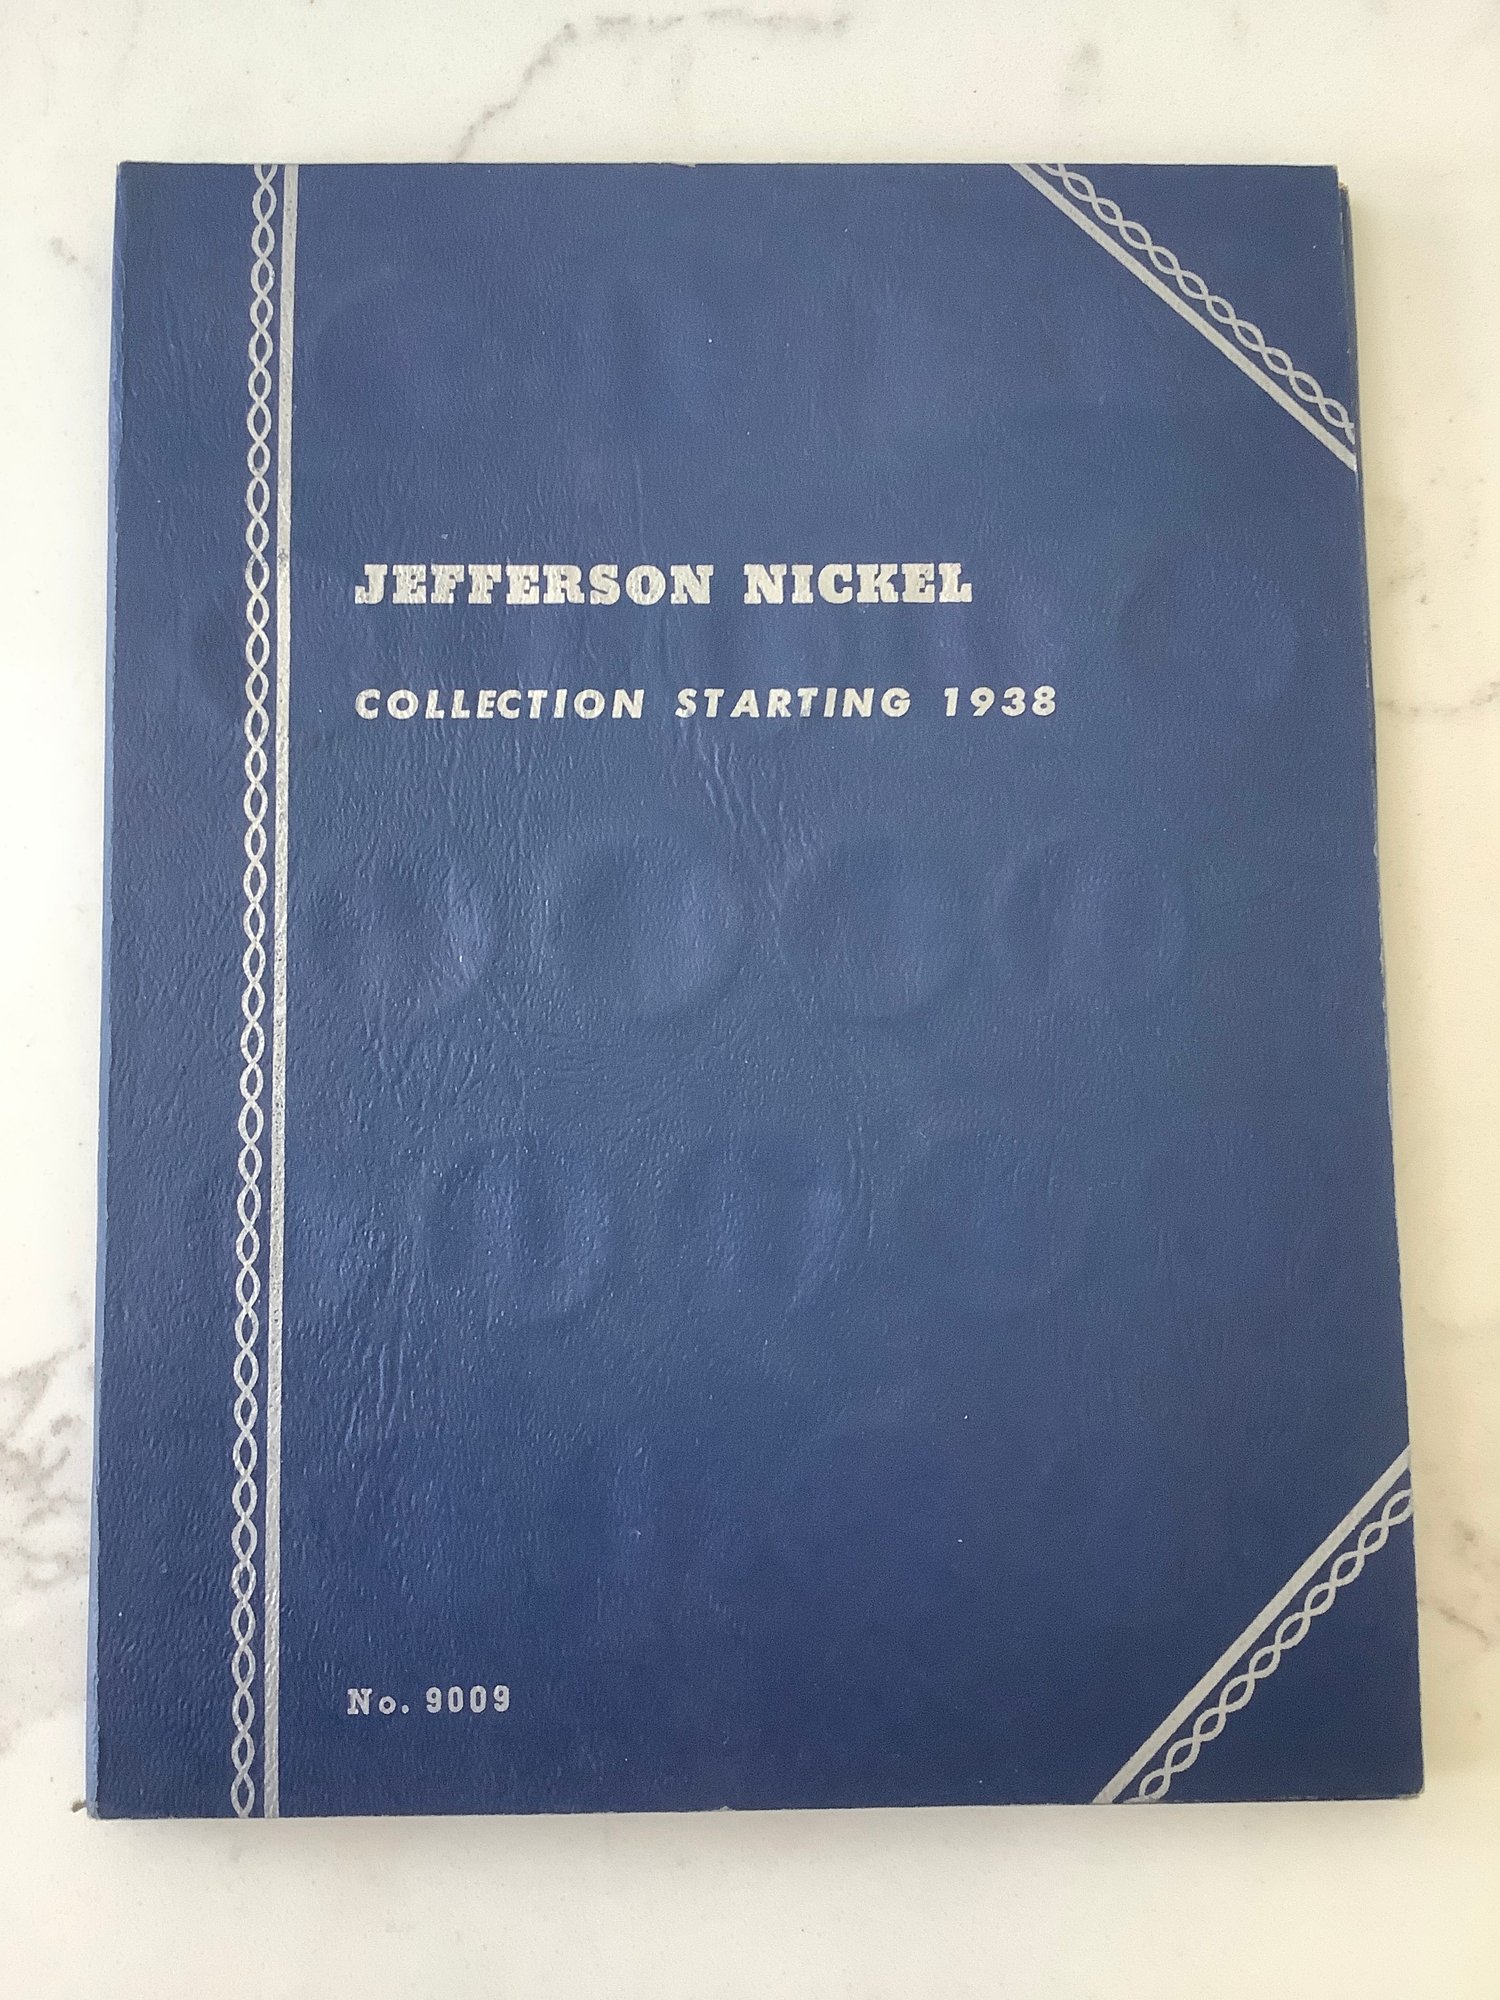 JEFFERSON NICKEL
COLLECTION STARTING 1938
No. 9009